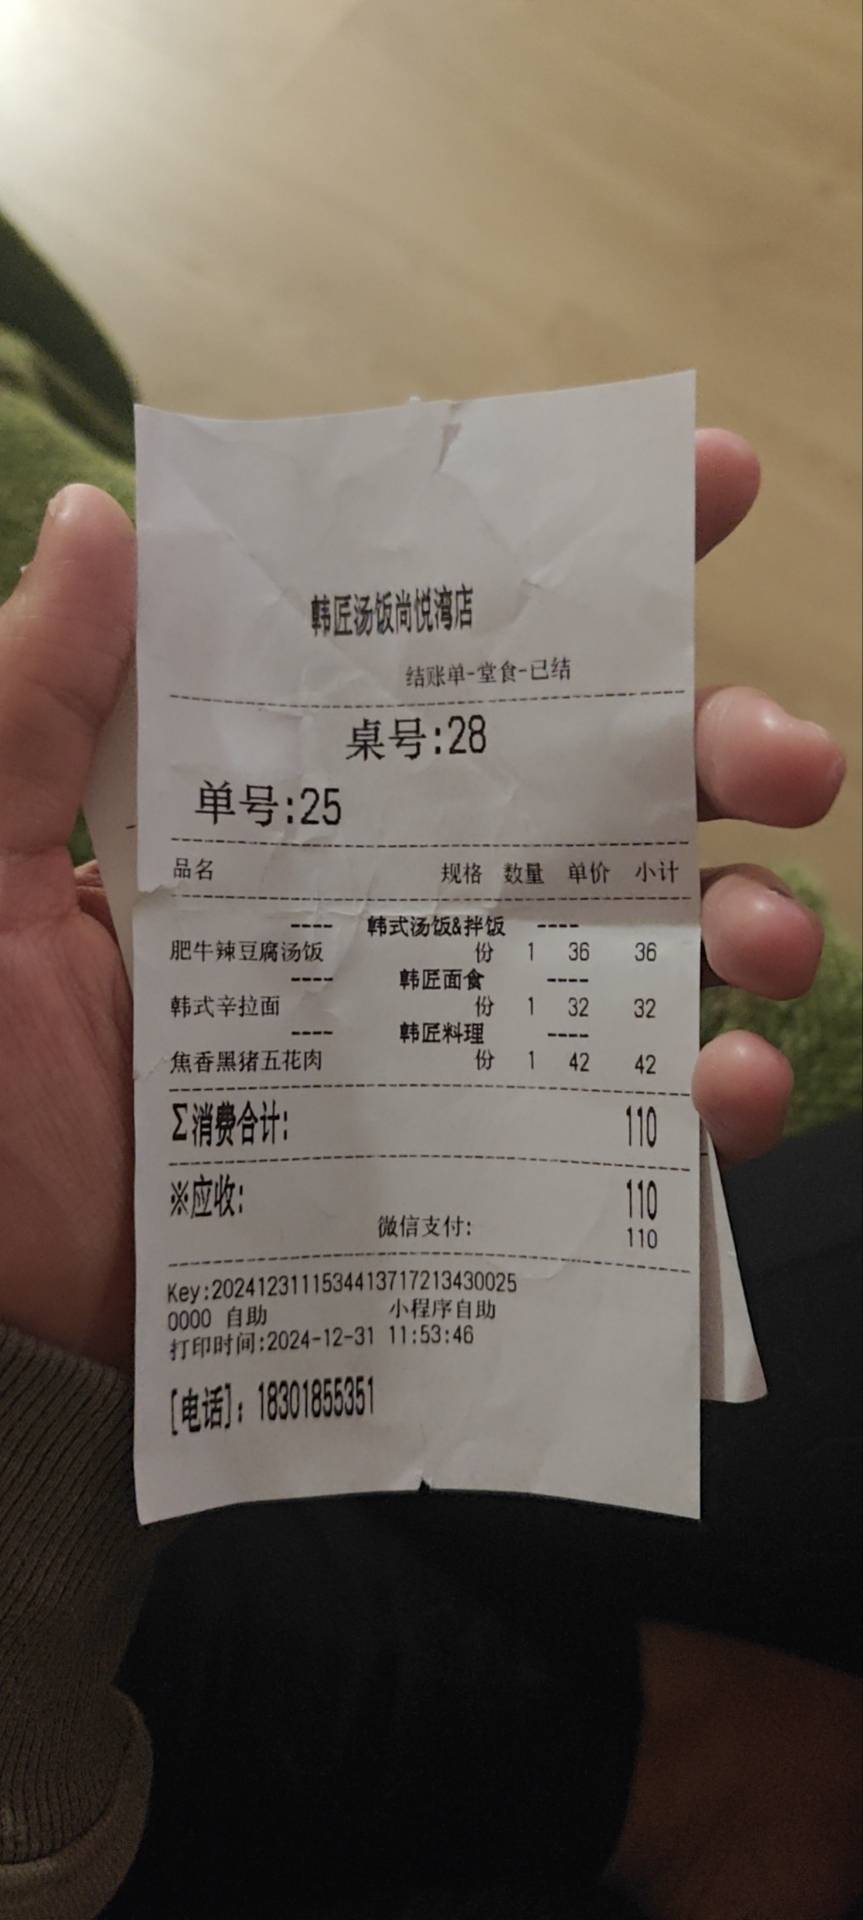 韩匠汤饭尚悦湾店
结账单-堂食-已结
桌号:28
单号:25
品名 规格 数量 单价 小计
---- 韩式汤饭&拌饭 ----
肥牛辣豆腐汤饭 份 1 36 36
---- 韩匠面食 ----
韩式辛拉面 份 1 32 32
---- 韩匠料理 ----
焦香黑猪五花肉 份 1 42 42
Σ消费合计: 110
※应收: 110
微信支付: 110
Key:20241231115344137172134​30025
0000 自助 小程序自助
打印时间:2024-12-31 11:53:46
[电话]: 18301855351